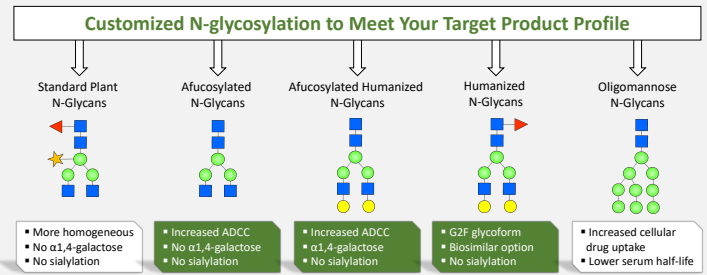 Customized N-glycosylation to Meet Your Target Product Profile
Standard Plant
N-Glycans
Afucosylated
N-Glycans
Afucosylated Humanized
N-Glycans
Humanized
N-Glycans
Oligomannose
N-Glycans
▪ More homogeneous
▪ No α1,4-galactose
▪ No sialylation
▪ Increased ADCC
▪ No α1,4-galactose
▪ No sialylation
▪ Increased ADCC
▪ α1,4-galactose
▪ No sialylation
▪ G2F glycoform
▪ Biosimilar option
▪ No sialylation
▪ Increased cellular
drug uptake
▪ Lower serum half-life